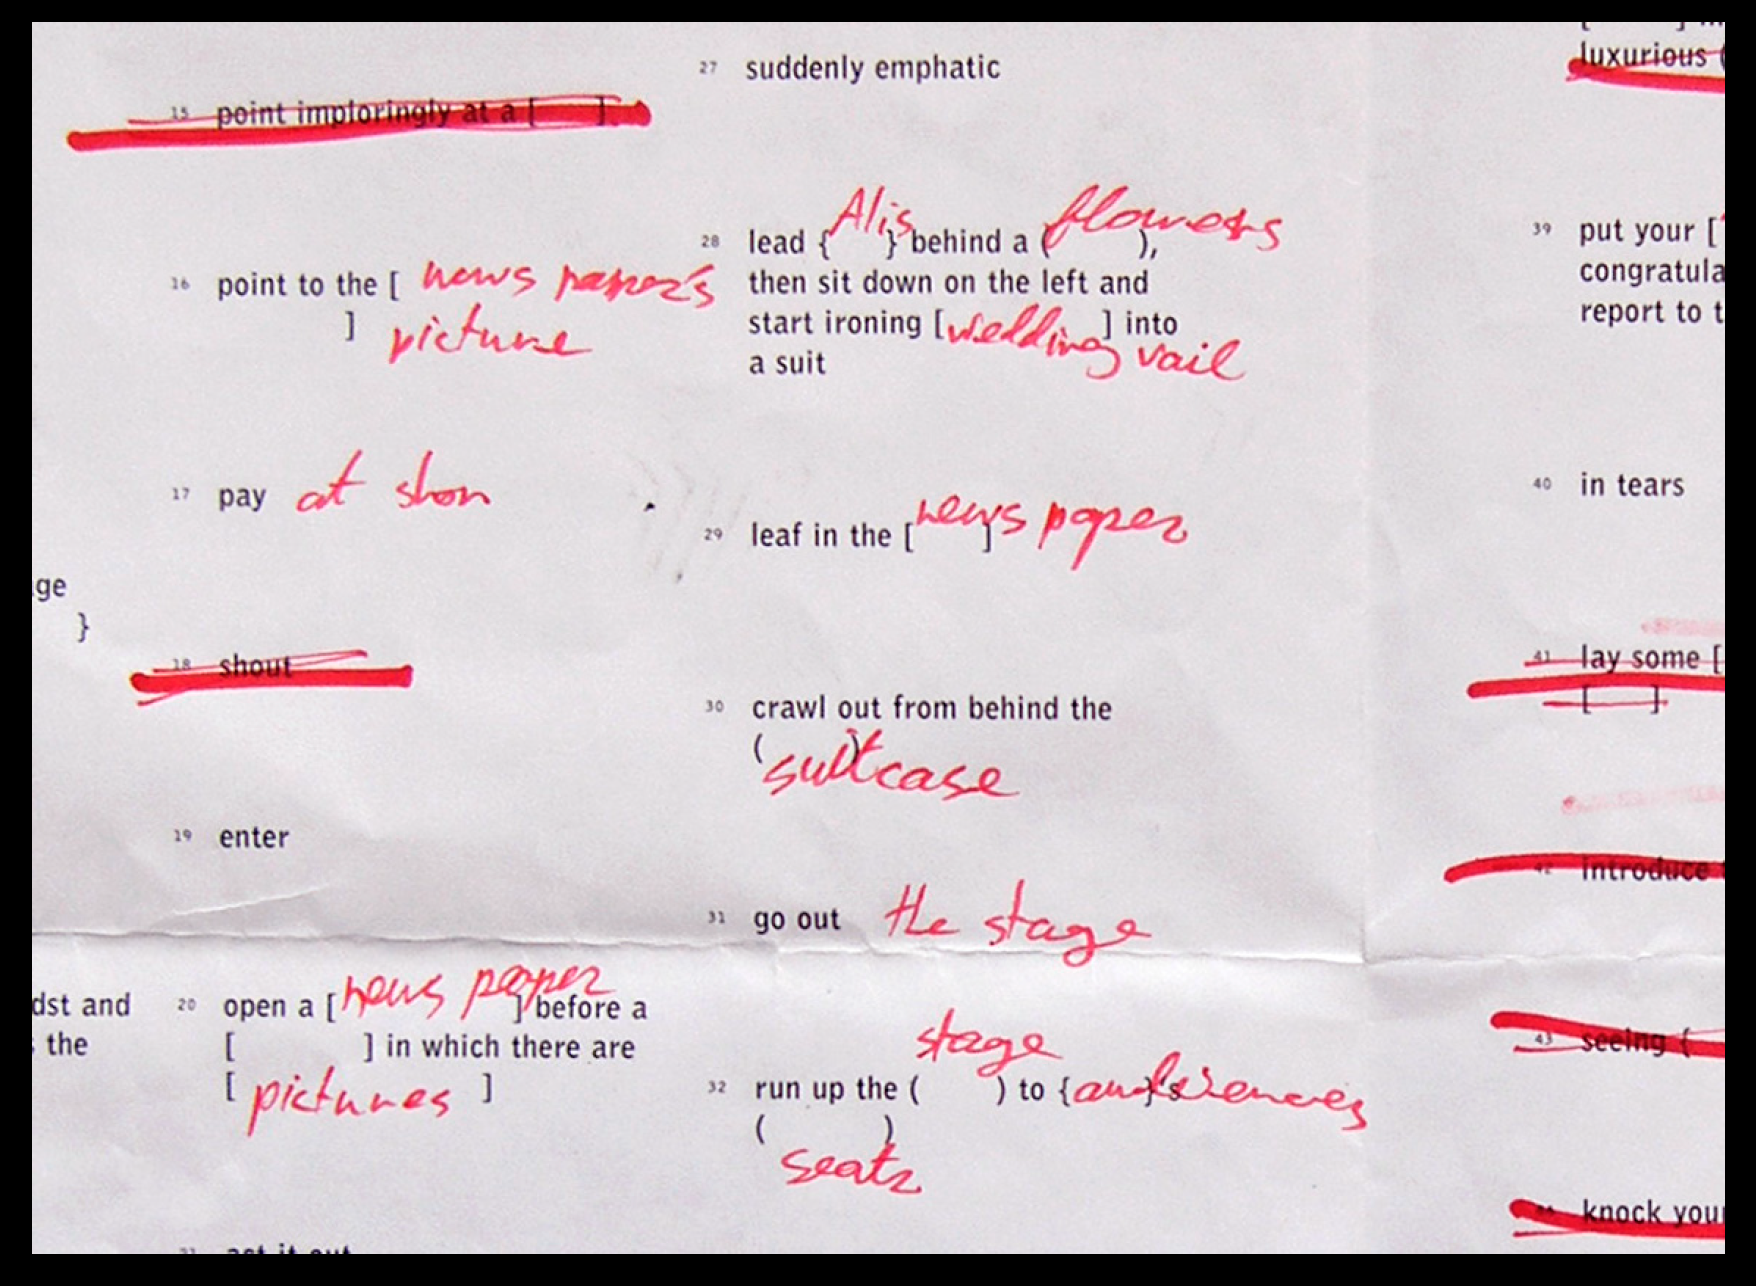 ge
}
dst and
the
15 point imploringly at a [ ]
16 point to the [ news paper's
] picture
17 pay at shon
18 shout
19 enter
20 open a [ news paper ] before a
[ ] in which there are
[ pictures ]
21 act it out
27 suddenly emphatic
28 lead { Alis } behind a ( flowers ),
then sit down on the left and
start ironing [ wedding vail ] into
a suit
29 leaf in the [ news paper ]
30 crawl out from behind the
( suitcase )
31 go out the stage
32 run up the ( stage ) to { audiences }'s
( seats )
luxurious (
39 put your [
congratula
report to t
40 in tears
41 lay some [
[ ]
42 introduce
43 seeing (
44 knock your